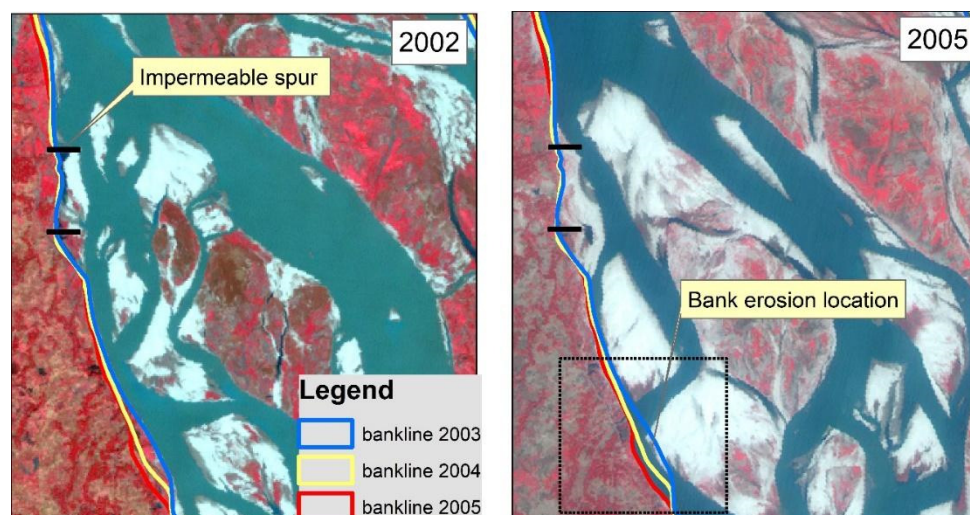 2002
Impermeable spur
Legend
bankline 2003
bankline 2004
bankline 2005
2005
Bank erosion location